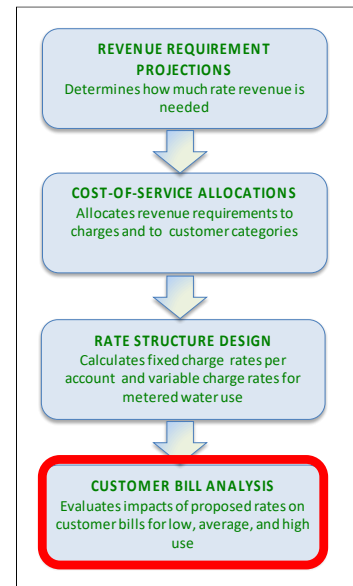 REVENUE REQUIREMENT
PROJECTIONS
Determines how much rate revenue is
needed
COST-OF-SERVICE ALLOCATIONS
Allocates revenue requirements to
charges and to customer categories
RATE STRUCTURE DESIGN
Calculates fixed charge rates per
account and variable charge rates for
metered water use
CUSTOMER BILL ANALYSIS
Evaluates impacts of proposed rates on
customer bills for low, average, and high
use